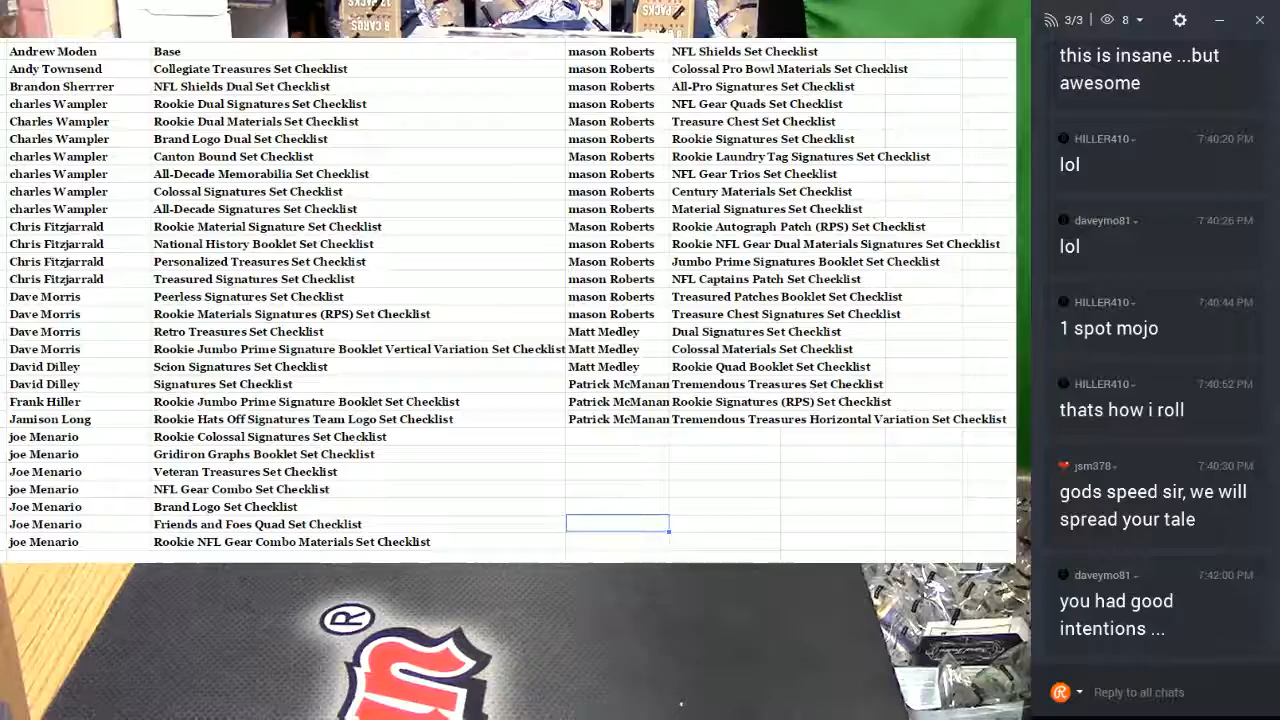 PACKS
8 CARDS
PACKS
8 CARDS
Andrew Moden Base
Andy Townsend Collegiate Treasures Set Checklist
Brandon Sherrrer NFL Shields Dual Set Checklist
charles Wampler Rookie Dual Signatures Set Checklist
Charles Wampler Rookie Dual Materials Set Checklist
Charles Wampler Brand Logo Dual Set Checklist
charles Wampler Canton Bound Set Checklist
charles Wampler All-Decade Memorabilia Set Checklist
charles Wampler Colossal Signatures Set Checklist
charles Wampler All-Decade Signatures Set Checklist
Chris Fitzjarrald Rookie Material Signature Set Checklist
Chris Fitzjarrald National History Booklet Set Checklist
Chris Fitzjarrald Personalized Treasures Set Checklist
Chris Fitzjarrald Treasured Signatures Set Checklist
Dave Morris Peerless Signatures Set Checklist
Dave Morris Rookie Materials Signatures (RPS) Set Checklist
Dave Morris Retro Treasures Set Checklist
Dave Morris Rookie Jumbo Prime Signature Booklet Vertical Variation Set Checklist
David Dilley Scion Signatures Set Checklist
David Dilley Signatures Set Checklist
Frank Hiller Rookie Jumbo Prime Signature Booklet Set Checklist
Jamison Long Rookie Hats Off Signatures Team Logo Set Checklist
joe Menario Rookie Colossal Signatures Set Checklist
joe Menario Gridiron Graphs Booklet Set Checklist
Joe Menario Veteran Treasures Set Checklist
joe Menario NFL Gear Combo Set Checklist
Joe Menario Brand Logo Set Checklist
Joe Menario Friends and Foes Quad Set Checklist
joe Menario Rookie NFL Gear Combo Materials Set Checklist
mason Roberts NFL Shields Set Checklist
mason Roberts Colossal Pro Bowl Materials Set Checklist
mason Roberts All-Pro Signatures Set Checklist
mason Roberts NFL Gear Quads Set Checklist
mason Roberts Treasure Chest Set Checklist
mason Roberts Rookie Signatures Set Checklist
Mason Roberts Rookie Laundry Tag Signatures Set Checklist
mason Roberts NFL Gear Trios Set Checklist
mason Roberts Century Materials Set Checklist
mason Roberts Material Signatures Set Checklist
Mason Roberts Rookie Autograph Patch (RPS) Set Checklist
mason Roberts Rookie NFL Gear Dual Materials Signatures Set Checklist
mason Roberts Jumbo Prime Signatures Booklet Set Checklist
mason Roberts NFL Captains Patch Set Checklist
mason Roberts Treasured Patches Booklet Set Checklist
mason Roberts Treasure Chest Signatures Set Checklist
Matt Medley Dual Signatures Set Checklist
Matt Medley Colossal Materials Set Checklist
Matt Medley Rookie Quad Booklet Set Checklist
Patrick McManan Tremendous Treasures Set Checklist
Patrick McManan Rookie Signatures (RPS) Set Checklist
Patrick McManan Tremendous Treasures Horizontal Variation Set Checklist
®
3/3 | 8
this is insane ...but
awesome
HILLER410 7:40:20 PM
lol
daveymo81 7:40:26 PM
lol
HILLER410 7:40:44 PM
1 spot mojo
HILLER410 7:40:52 PM
thats how i roll
jsm378 7:40:30 PM
gods speed sir, we will
spread your tale
daveymo81 7:42:00 PM
you had good
intentions ...
Reply to all chats